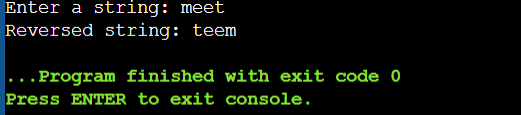 Enter a string: meet
Reversed string: teem
...Program finished with exit code 0
Press ENTER to exit console.